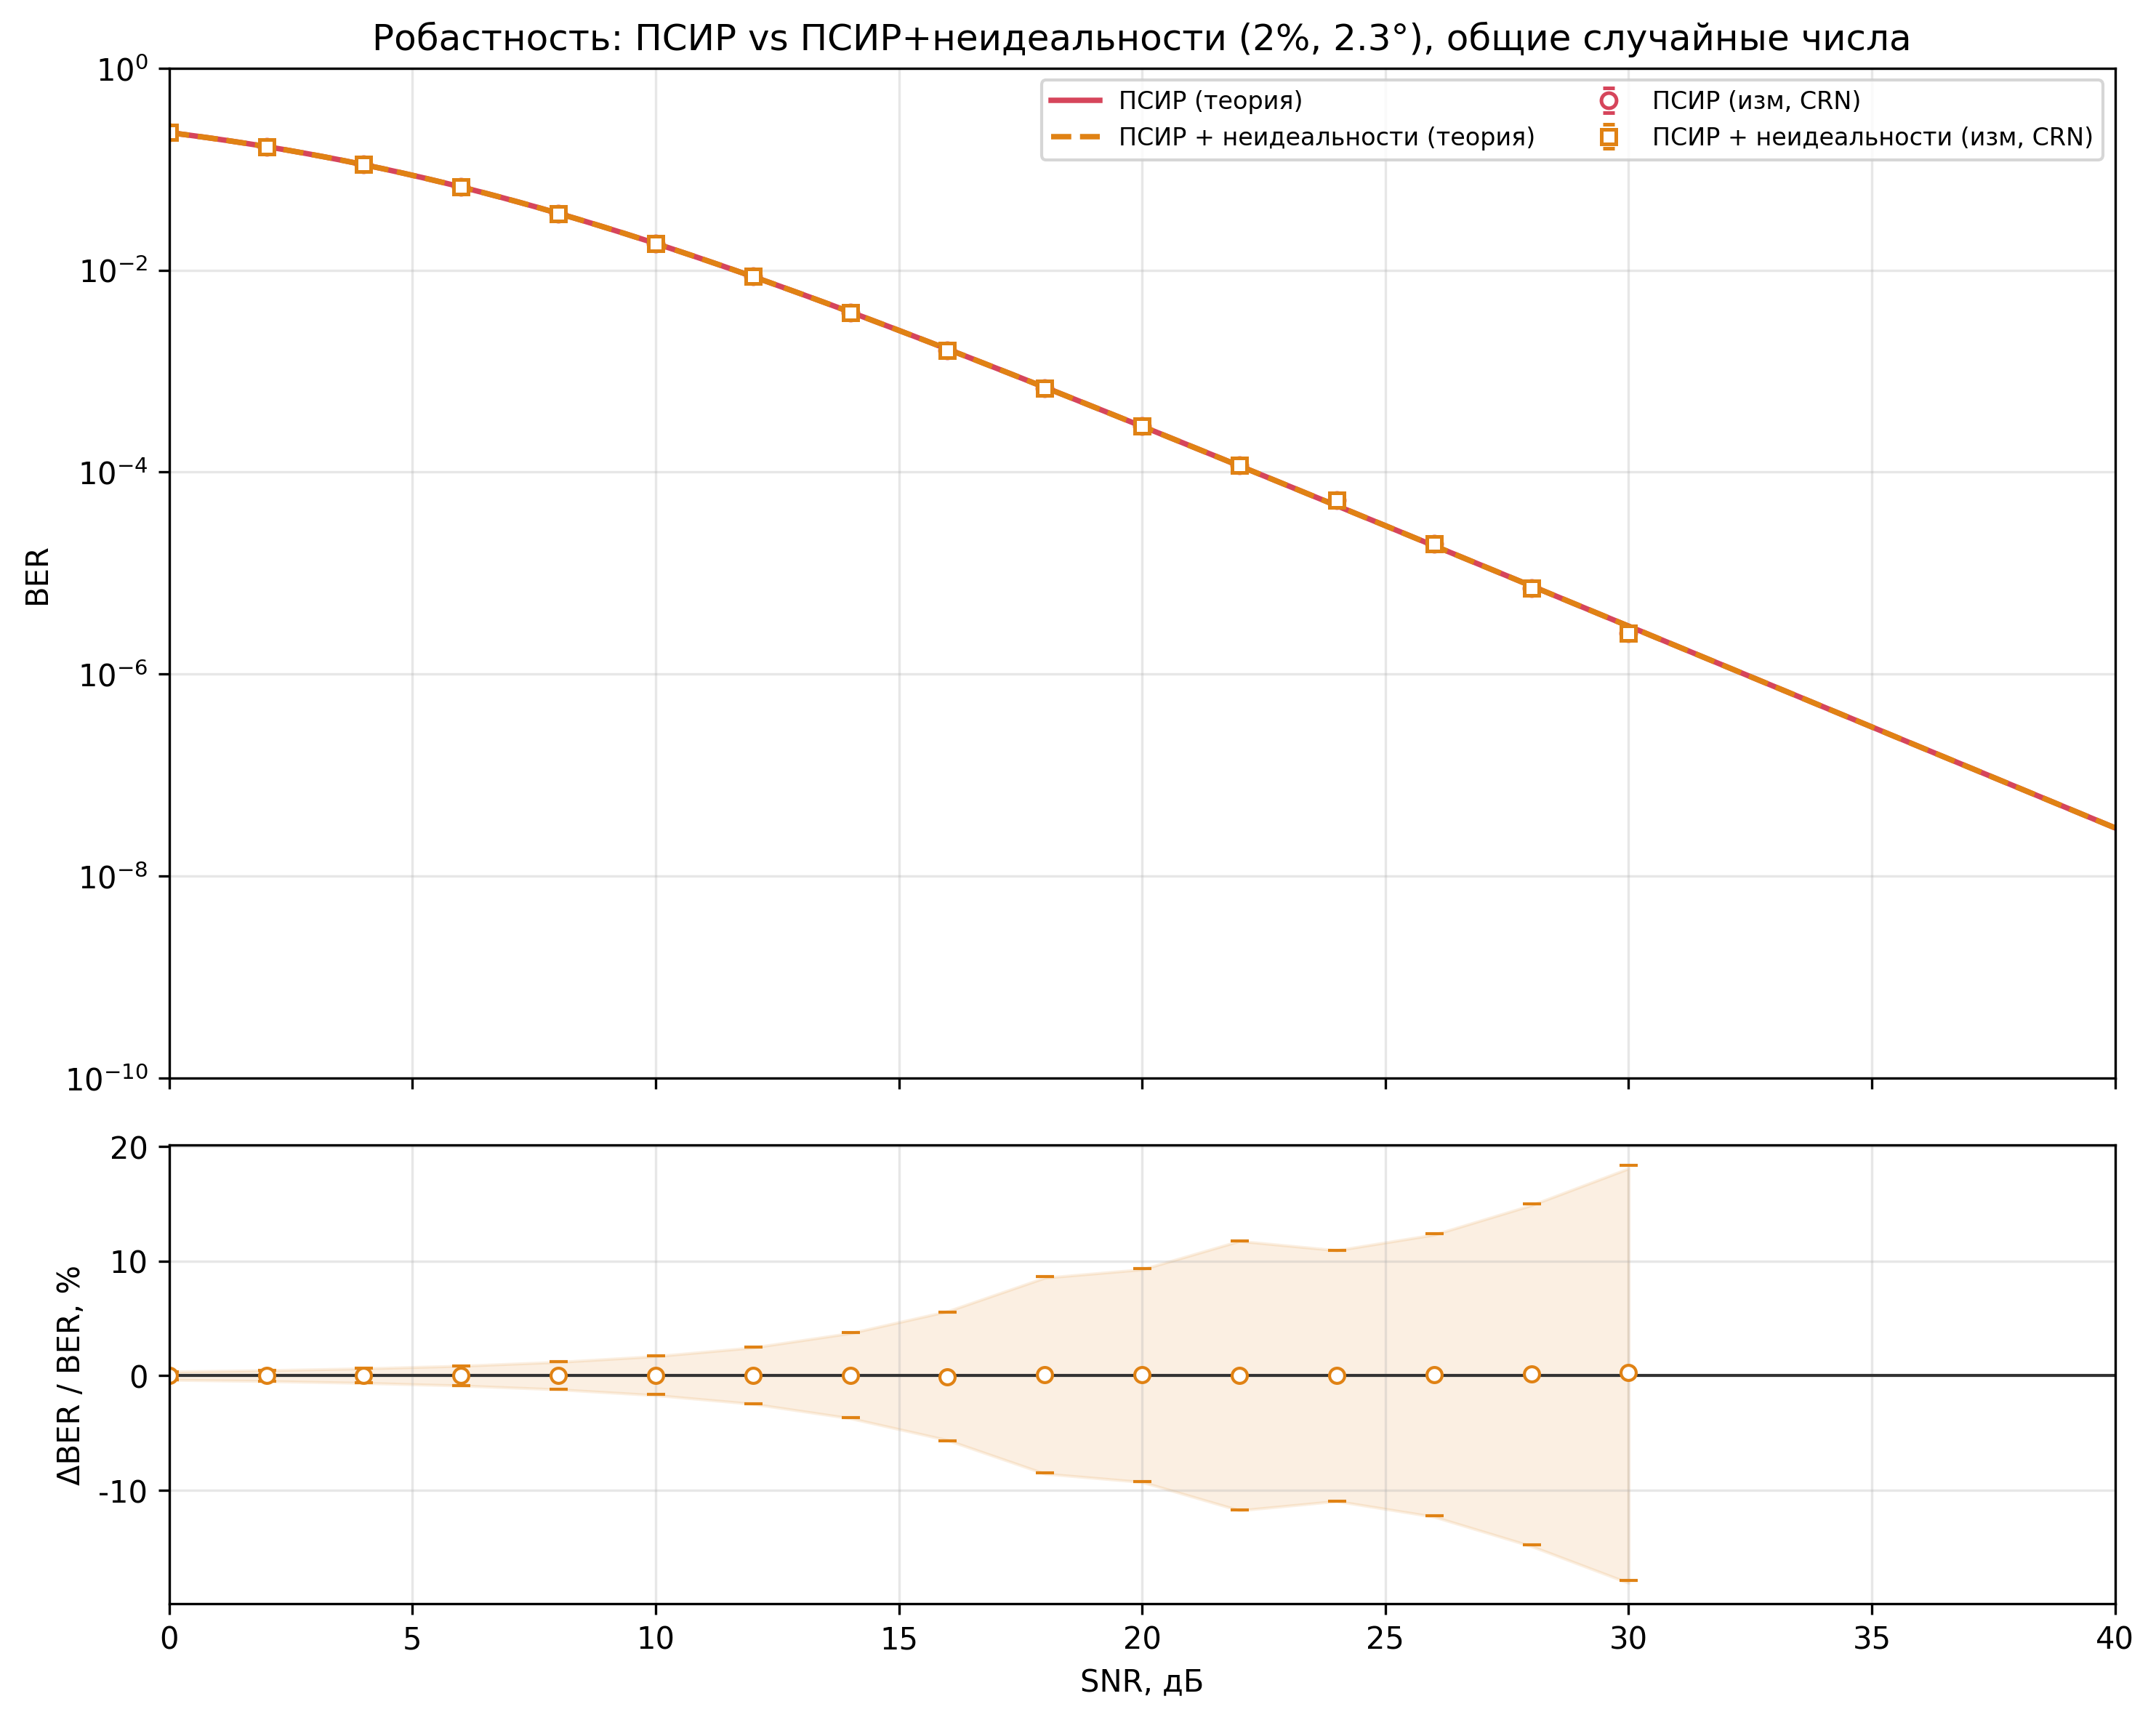 Робастность: ПСИР vs ПСИР+неидеальности (2%, 2.3°), общие случайные числа
ПСИР (теория)
ПСИР + неидеальности (теория)
ПСИР (изм, CRN)
ПСИР + неидеальности (изм, CRN)
BER
10⁰
10⁻²
10⁻⁴
10⁻⁶
10⁻⁸
10⁻¹⁰
ΔBER / BER, %
20
10
0
-10
0 5 10 15 20 25 30 35 40
SNR, дБ